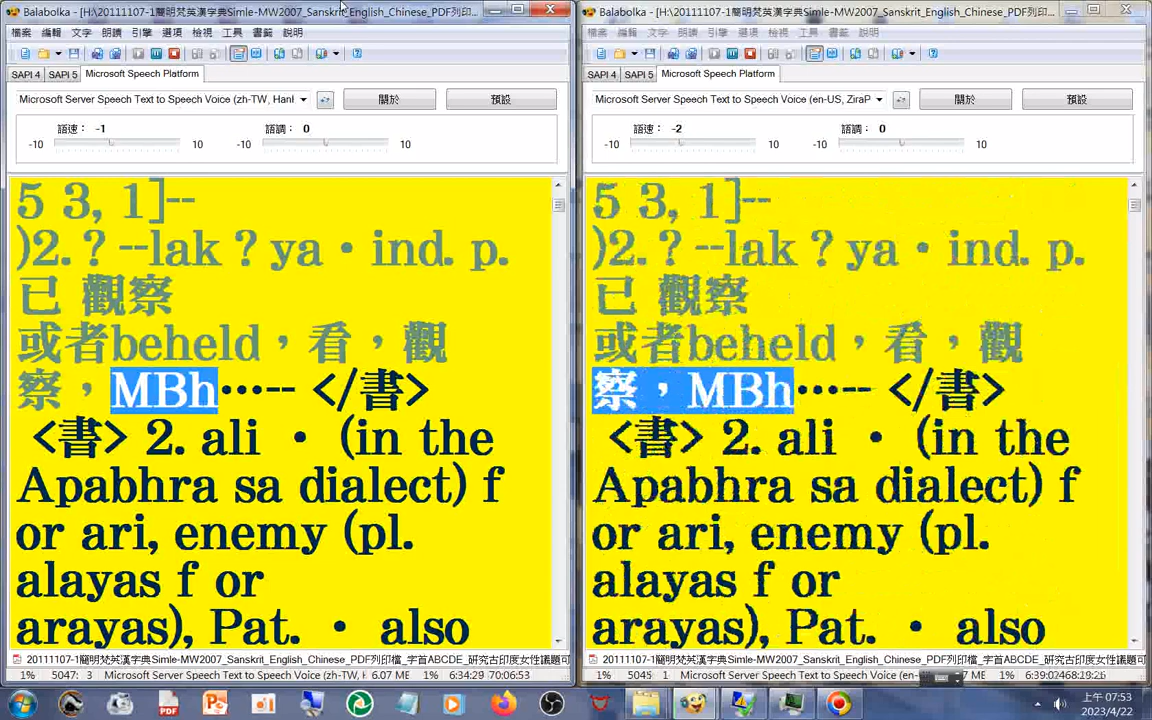 Balabolka - [H:\20111107-1簡明梵英漢字典Simle-MW2007_Sanskrit_English_Chinese_PDF列印...
檔案 編輯 文字 朗讀 引擎 選項 檢視 工具 書籤 說明
SAPI 4 SAPI 5 Microsoft Speech Platform
Microsoft Server Speech Text to Speech Voice (zh-TW, Hanl 關於 預設
語速： -1 語調： 0
-10 10 -10 10
5 3, 1]--
)2. ? --lak ? ya • ind. p.
已 觀察
或者beheld，看，觀
察，MBh…-- </書>
<書> 2. ali • (in the
Apabhra sa dialect) f
or ari, enemy (pl.
alayas f or
arayas), Pat. • also
20111107-1簡明梵英漢字典Simle-MW2007_Sanskrit_English_Chinese_PDF列印檔_字首ABCDE_研究古印度女性議題可
1% 5047: 3 Microsoft Server Speech Text to Speech Voice (zh-TW, H 6.07 MB 1% 6:34:29 70:06:53
Balabolka - [H:\20111107-1簡明梵英漢字典Simle-MW2007_Sanskrit_English_Chinese_PDF列印...
檔案 編輯 文字 朗讀 引擎 選項 檢視 工具 書籤 說明
SAPI 4 SAPI 5 Microsoft Speech Platform
Microsoft Server Speech Text to Speech Voice (en-US, ZiraP 關於 預設
語速： -2 語調： 0
-10 10 -10 10
5 3, 1]--
)2. ? --lak ? ya • ind. p.
已 觀察
或者beheld，看，觀
察，MBh…-- </書>
<書> 2. ali • (in the
Apabhra sa dialect) f
or ari, enemy (pl.
alayas f or
arayas), Pat. • also
20111107-1簡明梵英漢字典Simle-MW2007_Sanskrit_English_Chinese_PDF列印檔_字首ABCDE_研究古印度女性議題可
1% 5045 1 Microsoft Server Speech Text to Speech Voice 1%
上午 07:53
2023/4/22